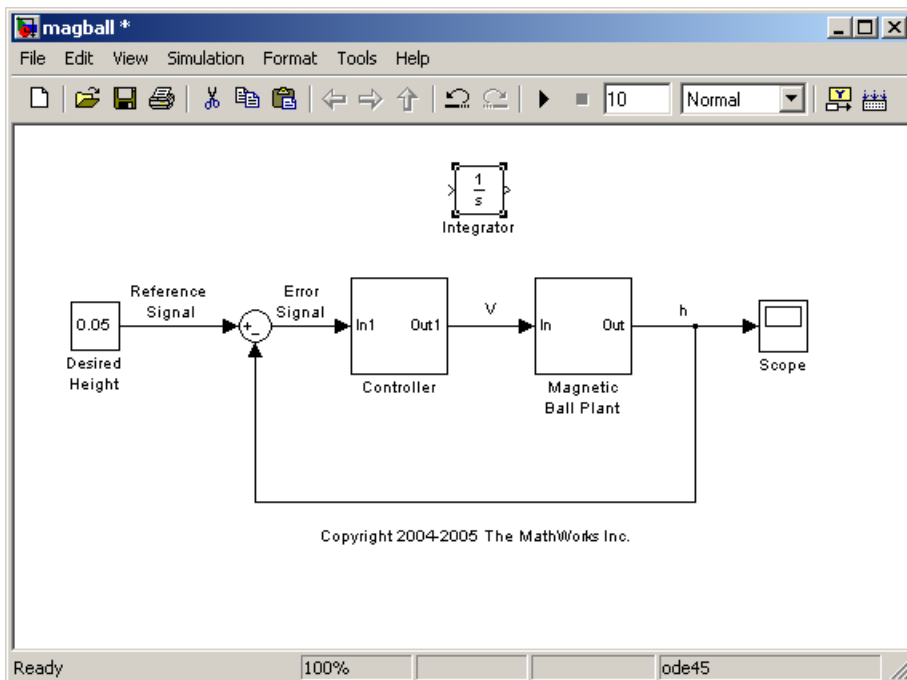 magball *
File Edit View Simulation Format Tools Help
10 Normal
1
s
Integrator
Reference
Signal
Error
Signal
0.05
+
−
In1 Out1
V
In Out
h
Desired
Height
Controller
Magnetic
Ball Plant
Scope
Copyright 2004-2005 The MathWorks Inc.
Ready 100% ode45